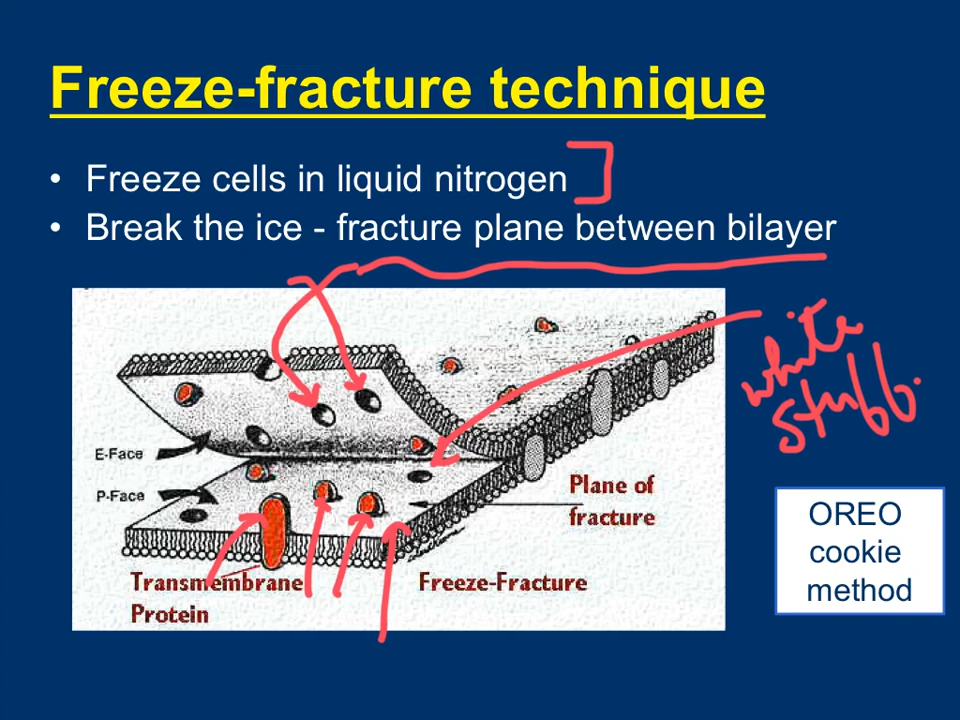 Freeze-fracture technique
• Freeze cells in liquid nitrogen
• Break the ice - fracture plane between bilayer
white
stuff.
E-Face
P-Face
Plane of
fracture
Transmembrane
Protein
Freeze-Fracture
OREO
cookie
method